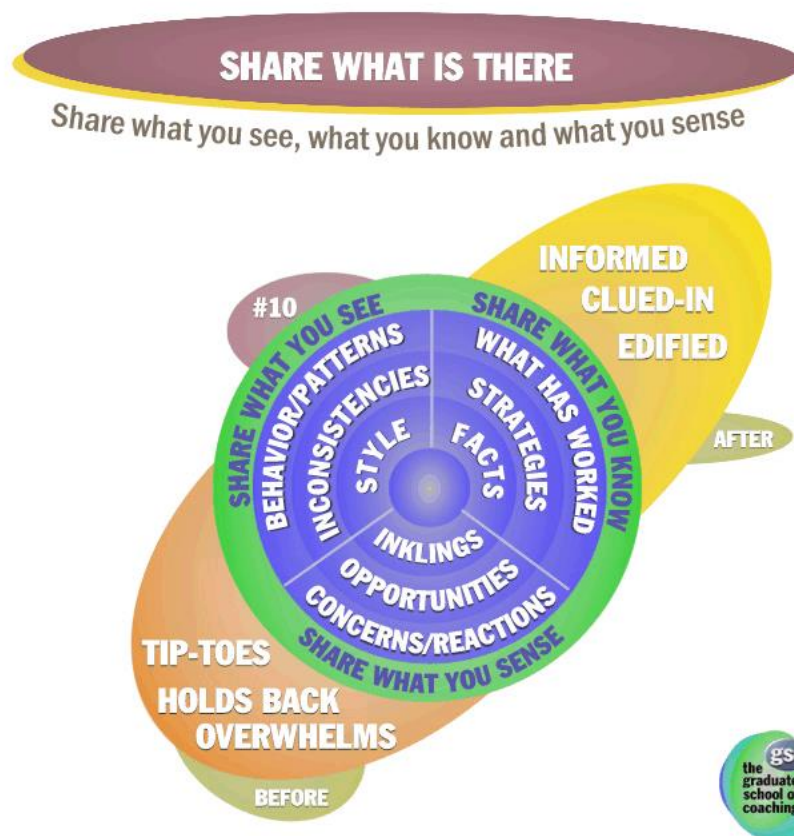 SHARE WHAT IS THERE
Share what you see, what you know and what you sense
#10
SHARE WHAT YOU SEE
BEHAVIOR/PATTERNS
INCONSISTENCIES
STYLE
SHARE WHAT YOU KNOW
WHAT HAS WORKED
STRATEGIES
FACTS
INKLINGS
OPPORTUNITIES
CONCERNS/REACTIONS
SHARE WHAT YOU SENSE
INFORMED
CLUED-IN
EDIFIED
AFTER
TIP-TOES
HOLDS BACK
OVERWHELMS
BEFORE
gs
the
graduate
school o
coaching